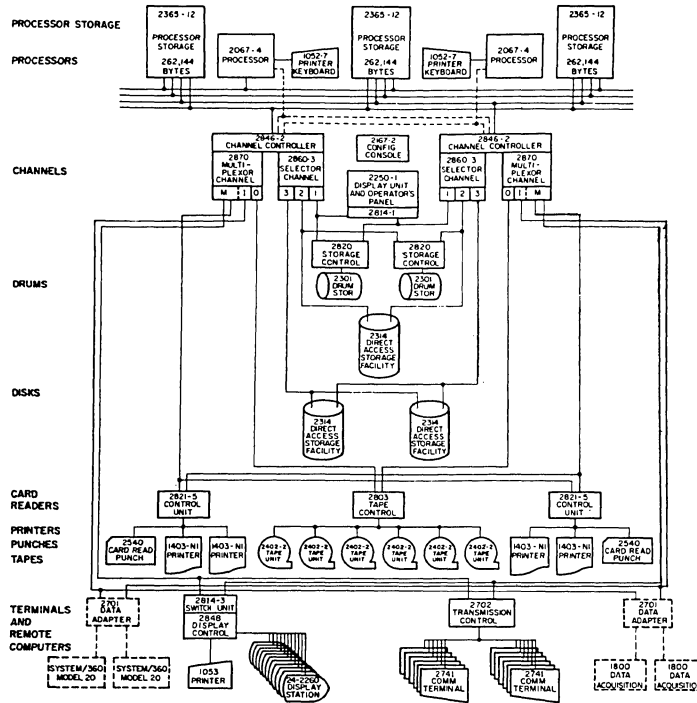 PROCESSOR STORAGE
2365-12
PROCESSOR
STORAGE
262,144
BYTES
2365-12
PROCESSOR
STORAGE
262,144
BYTES
2365-12
PROCESSOR
STORAGE
262,144
BYTES
PROCESSORS
2067-4
PROCESSOR
1052-7
PRINTER
KEYBOARD
1052-7
PRINTER
KEYBOARD
2067-4
PROCESSOR
CHANNELS
2846-2
CHANNEL CONTROLLER
2870
MULTI-
PLEXOR
CHANNEL
M
1
0
2860-3
SELECTOR
CHANNEL
3
2
1
2167-2
CONFIG
CONSOLE
2250-1
DISPLAY UNIT
AND OPERATOR'S
PANEL
2814-1
2846-2
CHANNEL CONTROLLER
2860-3
SELECTOR
CHANNEL
1
2
3
2870
MULTI-
PLEXOR
CHANNEL
0
1
M
DRUMS
2820
STORAGE
CONTROL
2820
STORAGE
CONTROL
2301
DRUM
STOR
2301
DRUM
STOR
2314
DIRECT
ACCESS
STORAGE
FACILITY
DISKS
2314
DIRECT
ACCESS
STORAGE
FACILITY
2314
DIRECT
ACCESS
STORAGE
FACILITY
CARD
READERS
2821-5
CONTROL
UNIT
2803
TAPE
CONTROL
2821-5
CONTROL
UNIT
PRINTERS
PUNCHES
TAPES
2540
CARD READ
PUNCH
1403-N1
PRINTER
1403-N1
PRINTER
2402-2
TAPE
UNIT
2402-2
TAPE
UNIT
2402-2
TAPE
UNIT
2402-2
TAPE
UNIT
2402-2
TAPE
UNIT
2402-2
TAPE
UNIT
1403-N1
PRINTER
1403-N1
PRINTER
2540
CARD READ
PUNCH
TERMINALS
AND
REMOTE
COMPUTERS
2701
DATA
ADAPTER
2814-3
SWITCH UNIT
2848
DISPLAY
CONTROL
2702
TRANSMISSION
CONTROL
2701
DATA
ADAPTER
SYSTEM/360
MODEL 20
SYSTEM/360
MODEL 20
1053
PRINTER
24-2260
DISPLAY
STATION
2741
COMM
TERMINAL
2741
COMM
TERMINAL
1800
DATA
ACQUISITION
1800
DATA
ACQUISITION